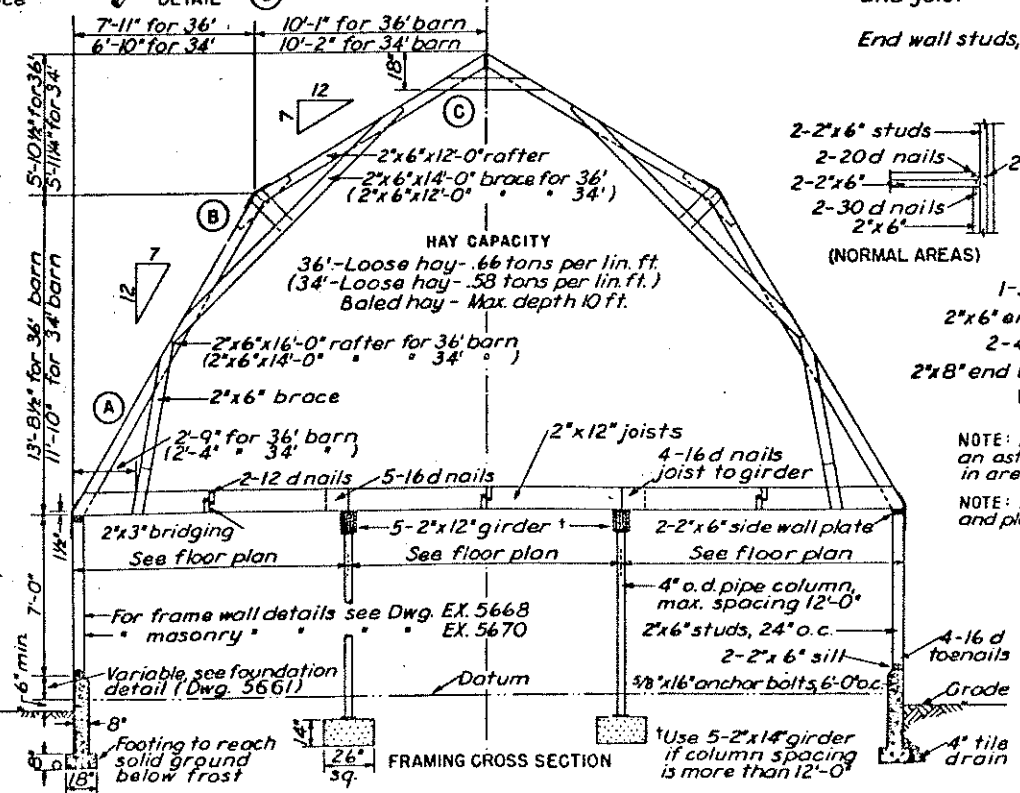 DETAIL
and joist
7'-11" for 36'
6'-10" for 34'
10'-1" for 36' barn
10'-2" for 34' barn
End wall studs,
5'-10½" for 36'
5'-11¼" for 34'
18"
12
7
C
2"x6"x12'-0" rafter
2"x6"x14'-0" brace for 36'
(2"x6"x12'-0" " " 34')
B
2-2"x6" studs
2-20d nails
2-2"x6"
2-30d nails
2"x6"
(NORMAL AREAS)
2
HAY CAPACITY
36'-Loose hay- .66 tons per lin. ft.
(34'-Loose hay- .58 tons per lin. ft.)
Baled hay - Max. depth 10 ft.
7
12
13'-8½" for 36' barn
11'-10" for 34' barn
2"x6"x16'-0" rafter for 36' barn
(2"x6"x14'-0" " " 34' " )
2"x6" brace
A
2'-9" for 36' barn
(2'-4" " 34' " )
2-12d nails
5-16d nails
2"x12" joists
4-16d nails
joist to girder
2"x6"
2-4
2"x8" end
NOTE:
in are
NOTE:
1½"
2"x3" bridging
5-2"x12" girder †
2-2"x6" side wall plate
See floor plan
See floor plan
See floor plan
7'-0"
For frame wall details see Dwg. EX. 5668
" masonry " " " " EX. 5670
4" o.d. pipe column,
max. spacing 12'-0"
2"x6" studs, 24" o.c.
2-2"x6" sill
5/8"x16" anchor bolts, 6'-0" o.c.
4-16d
toenails
6" min
Variable, see foundation
detail (Dwg. 5661)
Datum
Grade
8"
Footing to reach
solid ground
below frost
18"
14"
26"
sq.
FRAMING CROSS SECTION
†Use 5-2"x14" girder
if column spacing
is more than 12'-0"
4" tile
drain